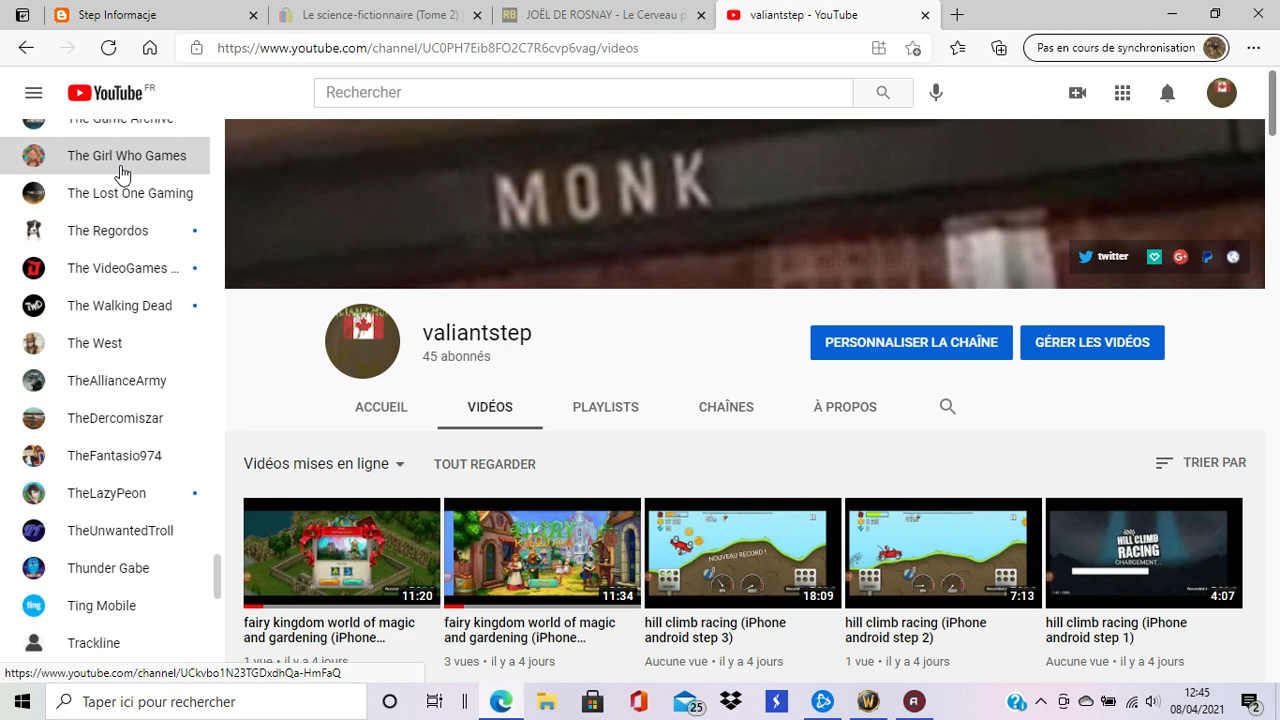 Le science-fictionnaire (Tome 2)
JOËL DE ROSNAY - Le Cerveau p
valiantstep - YouTube
https://www.youtube.com/channel/UC0PH7Eib8FO2C7R6cvp6vag/videos
Pas en cours de synchronisation
YouTube FR
Rechercher
The Game Archive
The Girl Who Games
The Lost One Gaming
The Regordos
The VideoGames ...
The Walking Dead
The West
TheAllianceArmy
TheDercomiszar
TheFantasio974
TheLazyPeon
TheUnwantedTroll
Thunder Gabe
Ting Mobile
Trackline
MONK
twitter
valiantstep
45 abonnés
PERSONNALISER LA CHAÎNE
GÉRER LES VIDÉOS
ACCUEIL
VIDÉOS
PLAYLISTS
CHAÎNES
À PROPOS
Vidéos mises en ligne
TOUT REGARDER
TRIER PAR
11:20
11:34
NOUVEAU RECORD !
18:09
7:13
HILL CLIMB
RACING
CHARGEMENT...
4:07
fairy kingdom world of magic
and gardening (iPhone...
1 vue • il y a 4 jours
fairy kingdom world of magic
and gardening (iPhone...
3 vues • il y a 4 jours
hill climb racing (iPhone
android step 3)
Aucune vue • il y a 4 jours
hill climb racing (iPhone
android step 2)
1 vue • il y a 4 jours
hill climb racing (iPhone
android step 1)
Aucune vue • il y a 4 jours
https://www.youtube.com/channel/UCkvbo1N23TGDxdhQa-HmFaQ
Taper ici pour rechercher
25
12:45
08/04/2021
2